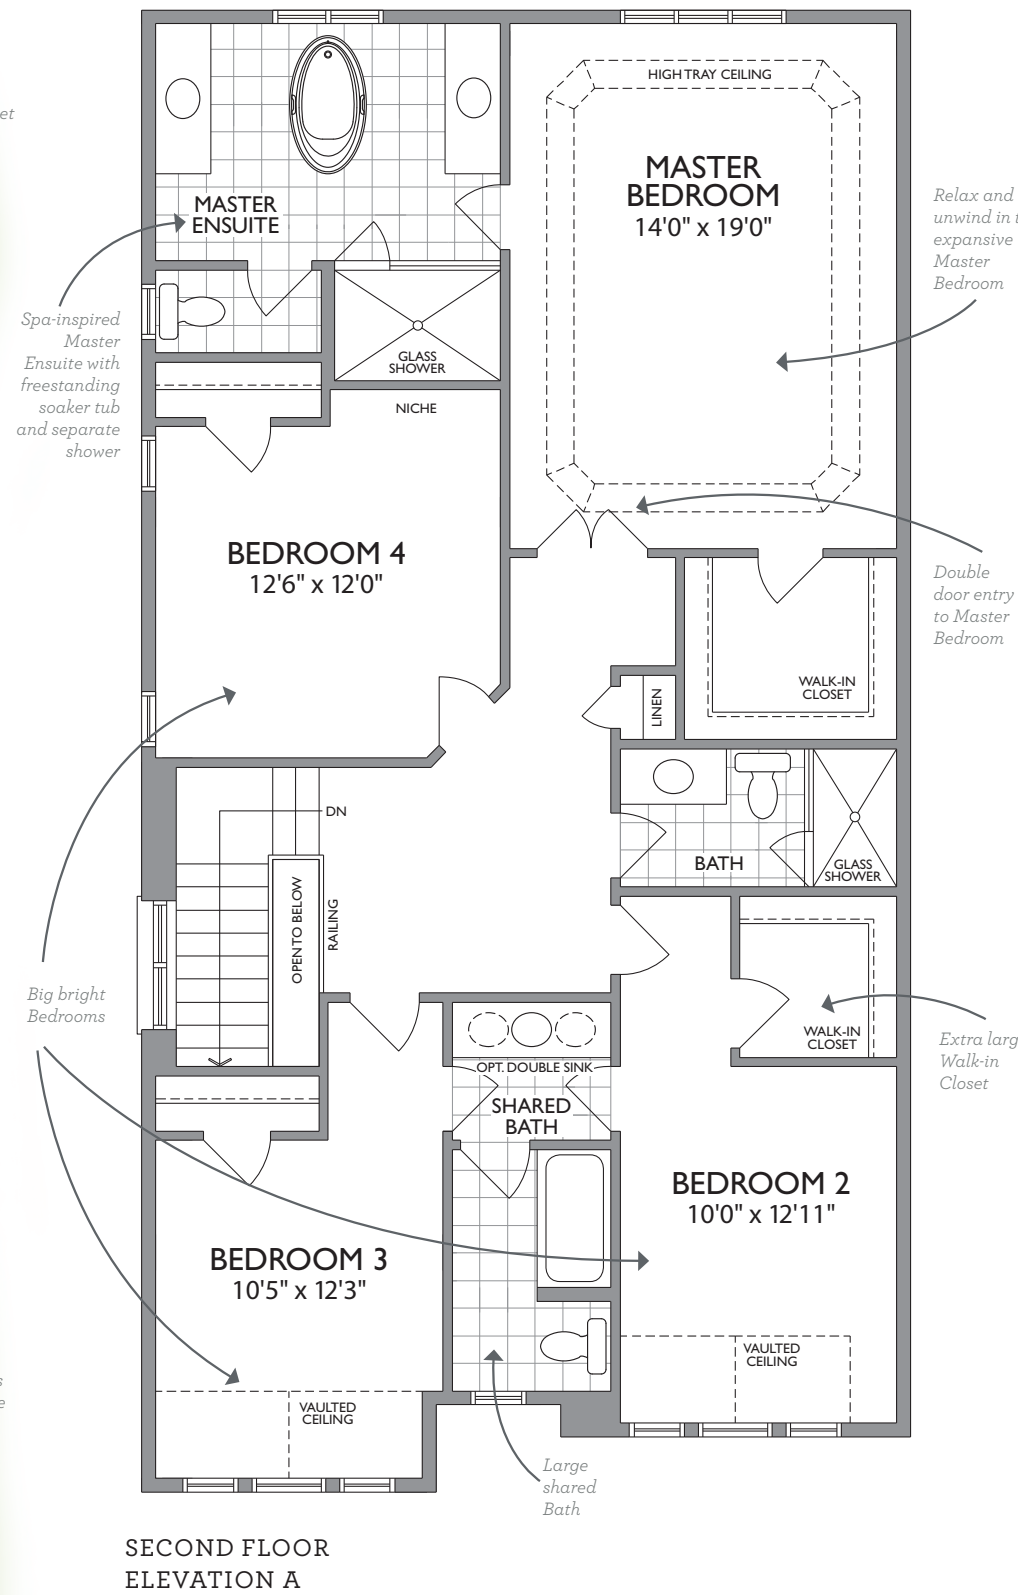 HIGH TRAY CEILING
et
MASTER
BEDROOM
14'0" x 19'0"
MASTER
ENSUITE
Relax and
unwind in
expansive
Master
Bedroom
Spa-inspired
Master
Ensuite with
freestanding
soaker tub
and separate
shower
GLASS
SHOWER
NICHE
BEDROOM 4
12'6" x 12'0"
Double
door entry
to Master
Bedroom
WALK-IN
CLOSET
LINEN
DN
BATH
GLASS
SHOWER
OPEN TO BELOW
RAILING
Big bright
Bedrooms
WALK-IN
CLOSET
Extra larg
Walk-in
Closet
OPT. DOUBLE SINK
SHARED
BATH
BEDROOM 2
10'0" x 12'11"
BEDROOM 3
10'5" x 12'3"
VAULTED
CEILING
VAULTED
CEILING
Large
shared
Bath
SECOND FLOOR
ELEVATION A